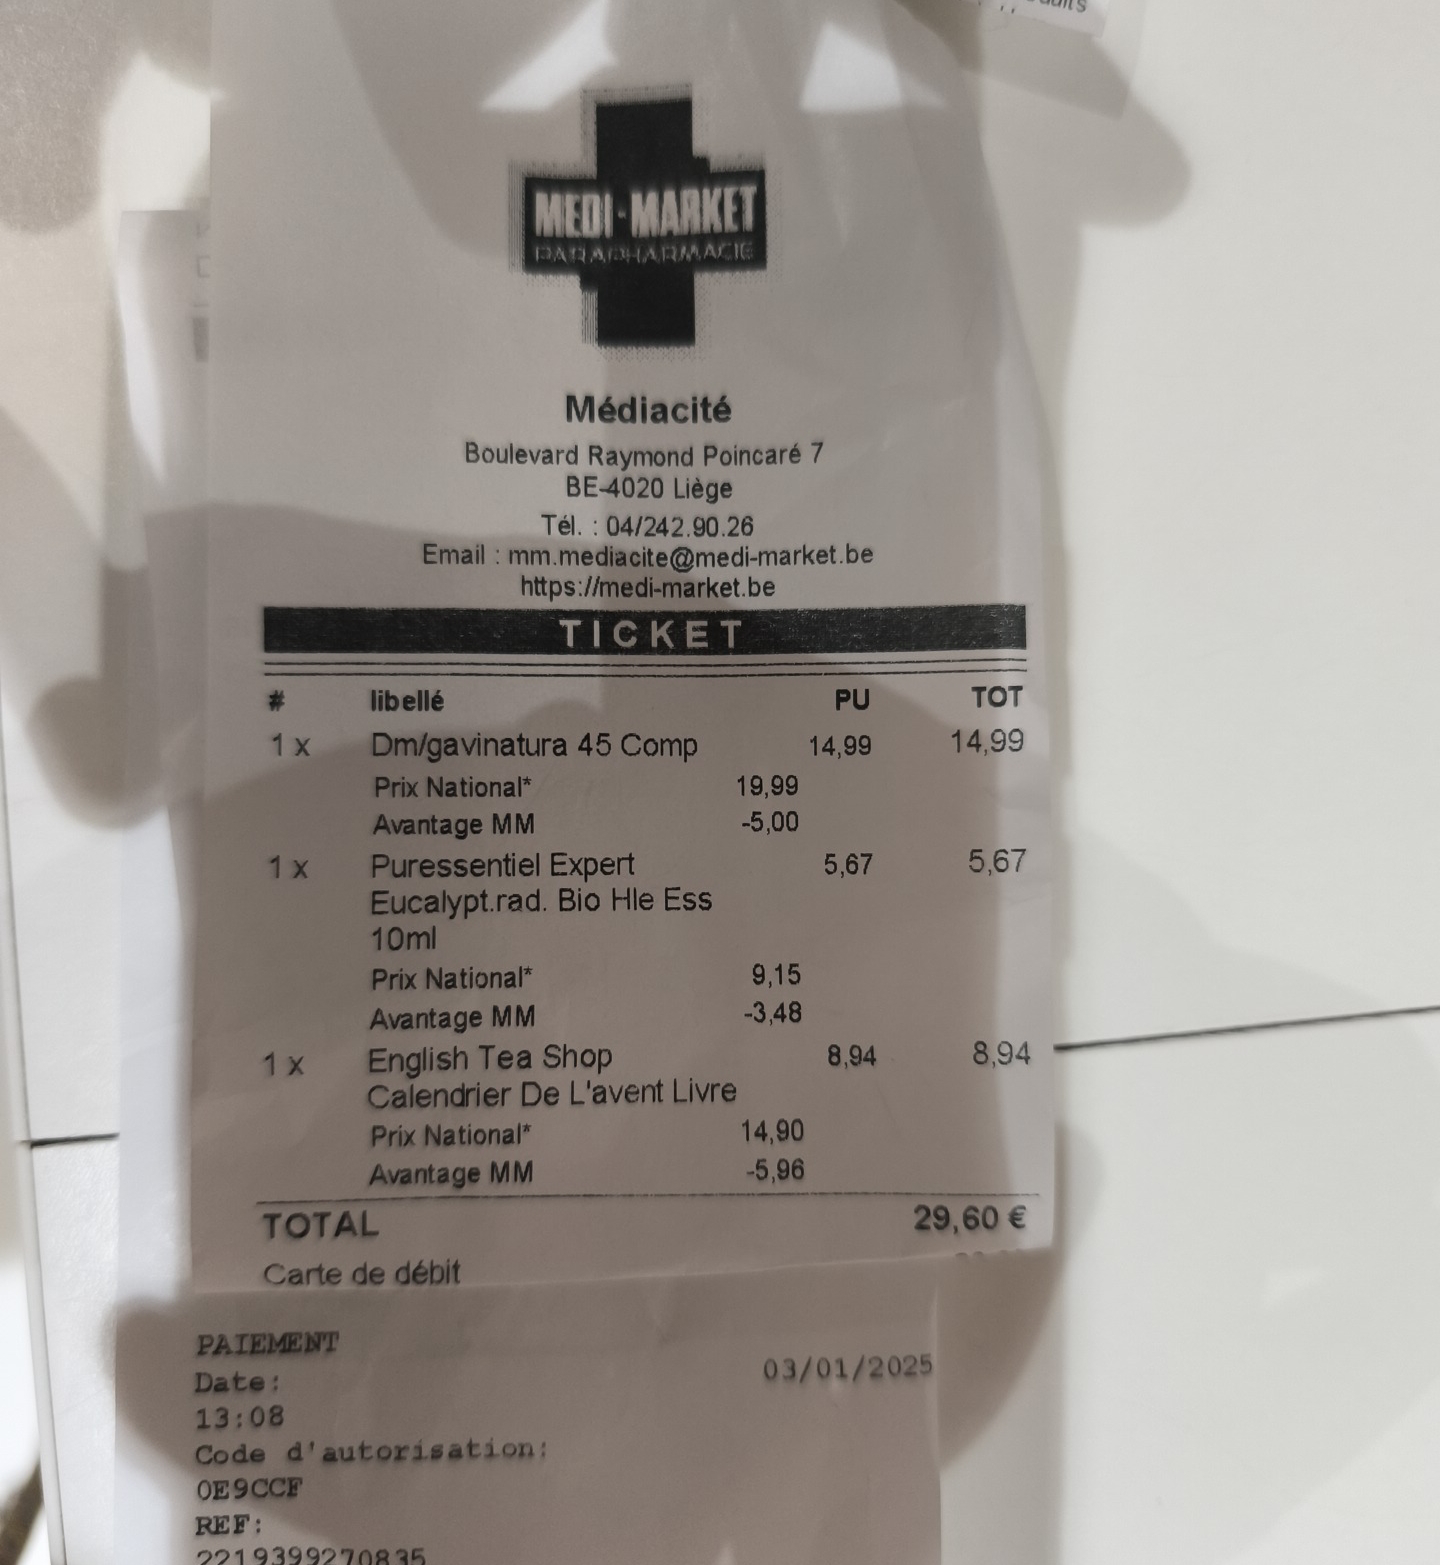 MEDI-MARKET
PARAPHARMACIE
Médiacité
Boulevard Raymond Poincaré 7
BE-4020 Liège
Tél. : 04/242.90.26
Email : mm.mediacite@medi-market.be
https://medi-market.be
TICKET
# libellé PU TOT
1 x Dm/gavinatura 45 Comp 14,99 14,99
Prix National* 19,99
Avantage MM -5,00
1 x Puressentiel Expert 5,67 5,67
Eucalypt.rad. Bio Hle Ess
10ml
Prix National* 9,15
Avantage MM -3,48
1 x English Tea Shop 8,94 8,94
Calendrier De L'avent Livre
Prix National* 14,90
Avantage MM -5,96
TOTAL 29,60 €
Carte de débit
PAIEMENT
Date: 03/01/2025
13:08
Code d'autorisation:
0E9CCF
REF:
2219399270835